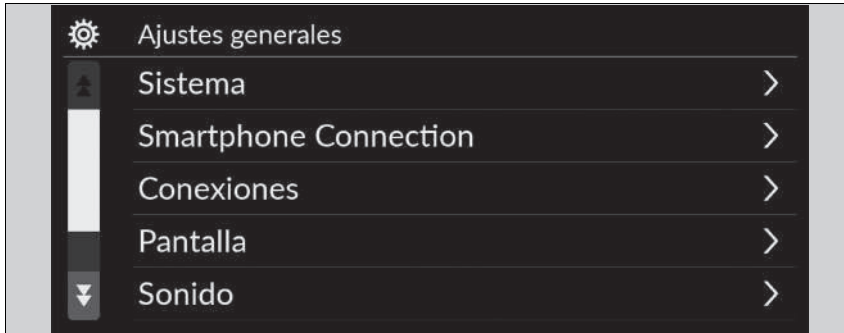 Ajustes generales
Sistema
Smartphone Connection
Conexiones
Pantalla
Sonido